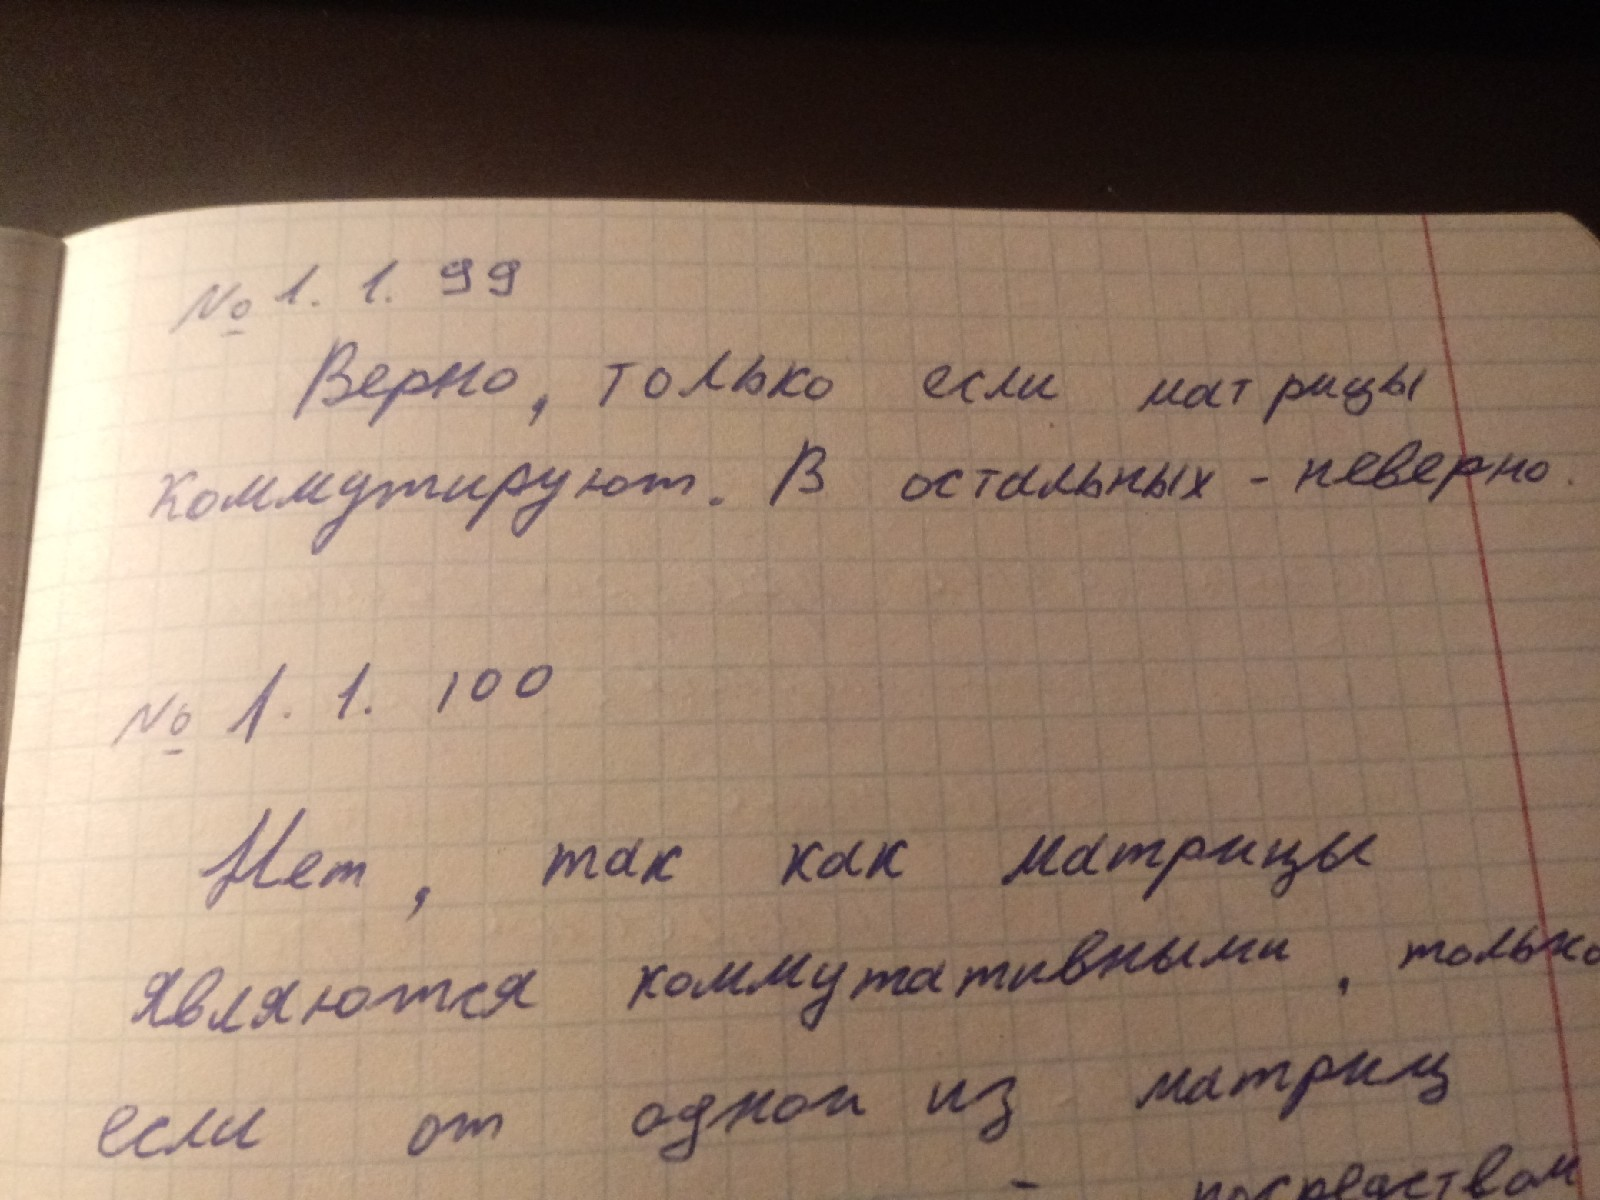 № 1. 1. 99
Верно, только если матрицы
коммутируют. В остальных - неверно.
№ 1. 1. 100
Нет, так как матрицы
являются коммутативными, только
если от одной из матриц
- посредством